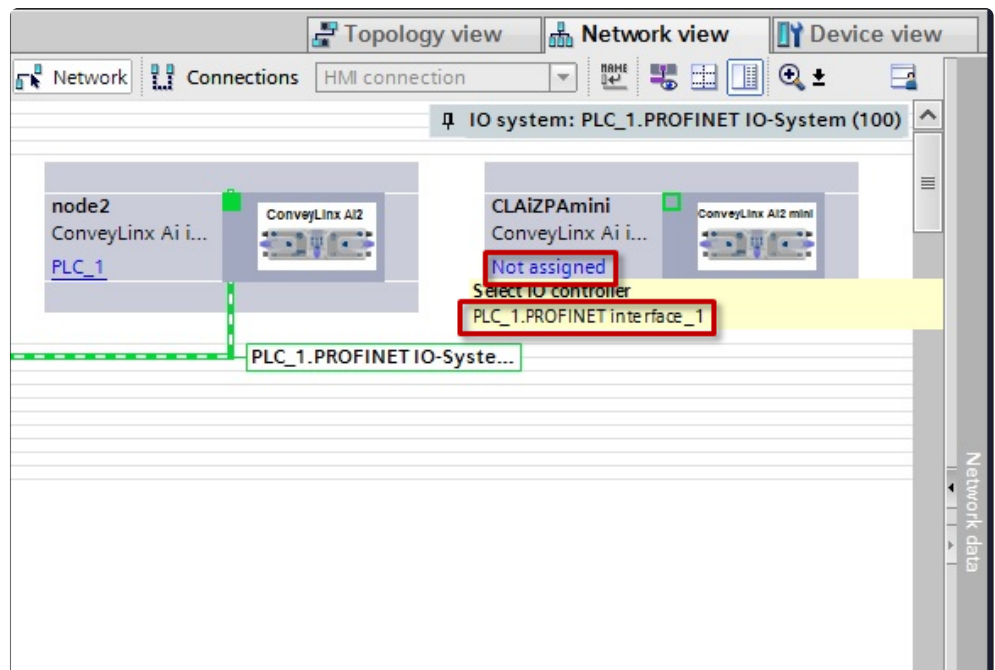 Topology view
Network view
Device view
Network
Connections
HMI connection
NAME
IO system: PLC_1.PROFINET IO-System (100)
node2
ConveyLinx Ai i...
PLC_1
ConveyLinx AI2
CLAiZPAmini
ConveyLinx Ai i...
Not assigned
ConveyLinx Ai2 mini
Select IO controller
PLC_1.PROFINET interface_1
PLC_1.PROFINET IO-Syste...
Network data